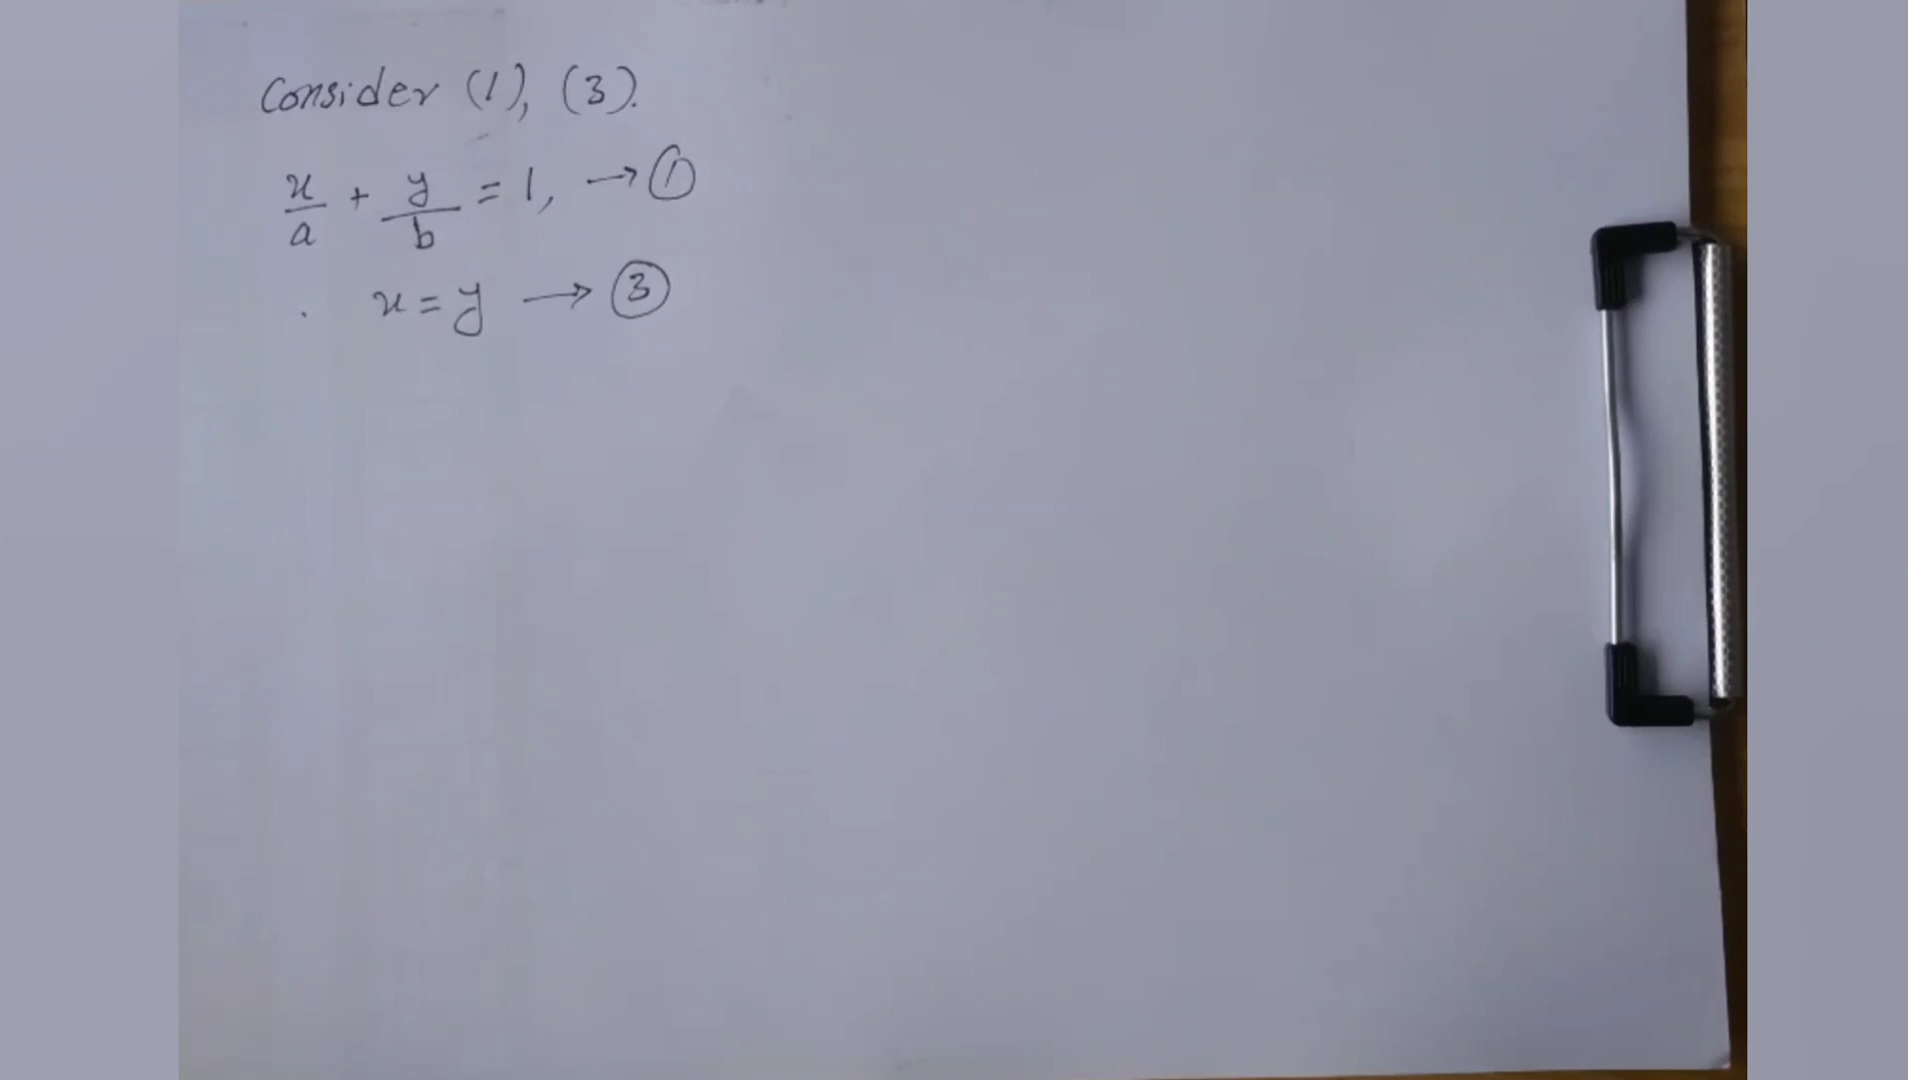 Consider (1), (3).
x/a + y/b = 1, → ①
x = y → ③